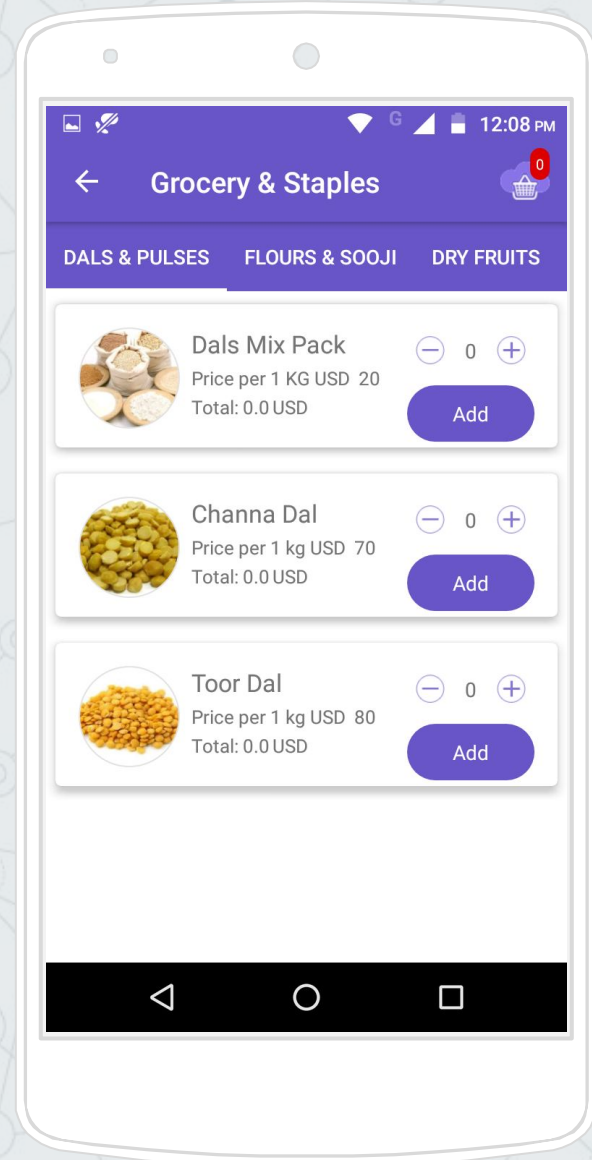 G 12:08 PM
Grocery & Staples
0
DALS & PULSES FLOURS & SOOJI DRY FRUITS
Dals Mix Pack
0
Price per 1 KG USD 20
Total: 0.0 USD
Add
Channa Dal
0
Price per 1 kg USD 70
Total: 0.0 USD
Add
Toor Dal
0
Price per 1 kg USD 80
Total: 0.0 USD
Add